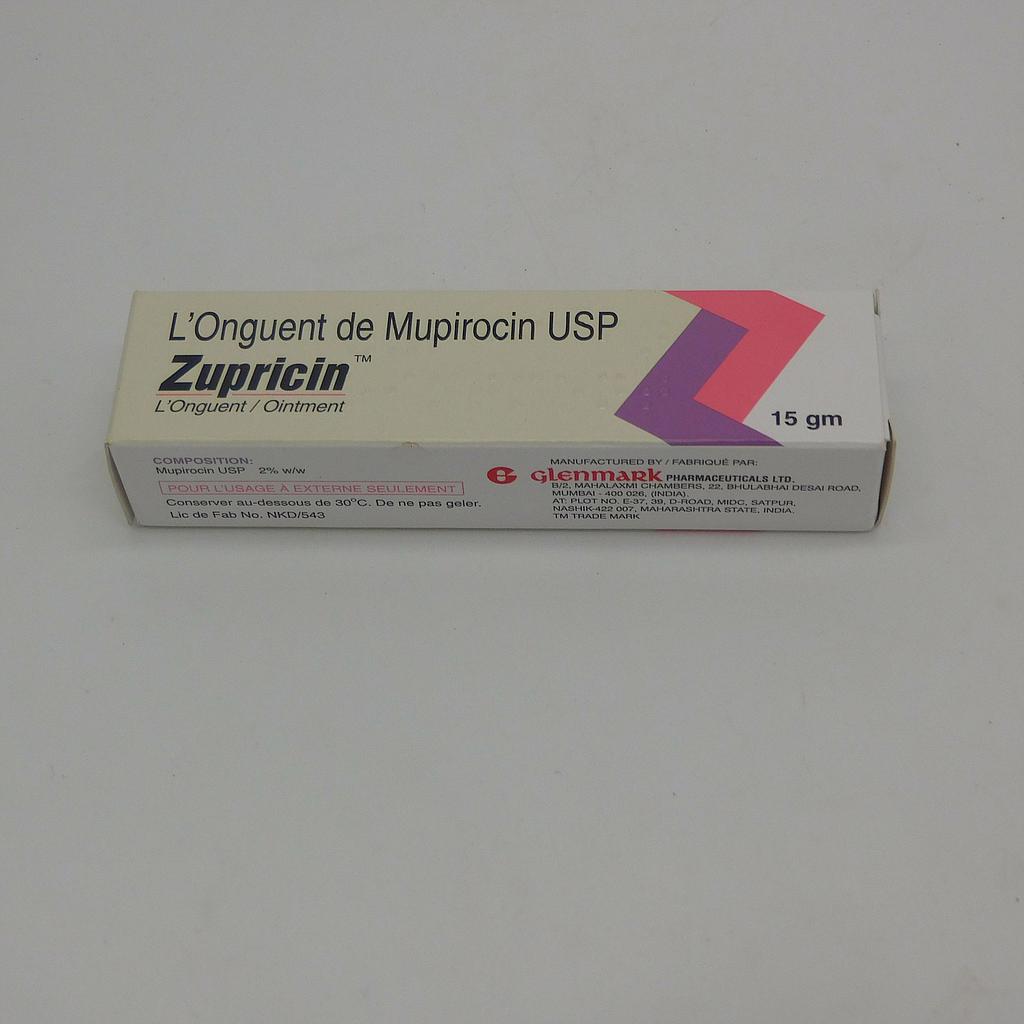 L'Onguent de Mupirocin USP
Zupricin™
L'Onguent / Ointment
15 gm
COMPOSITION:
Mupirocin USP 2% w/w
POUR L'USAGE À EXTERNE SEULEMENT
Conserver au-dessous de 30°C. De ne pas geler.
Lic de Fab No. NKD/543
MANUFACTURED BY / FABRIQUÉ PAR:
GLENMARK PHARMACEUTICALS LTD.
B/2, MAHALAXMI CHAMBERS, 22, BHULABHAI DESAI ROAD,
MUMBAI - 400 026, (INDIA).
AT: PLOT NO. E-37, 39, D-ROAD, MIDC, SATPUR,
NASHIK-422 007, MAHARASHTRA STATE, INDIA.
TM TRADE MARK